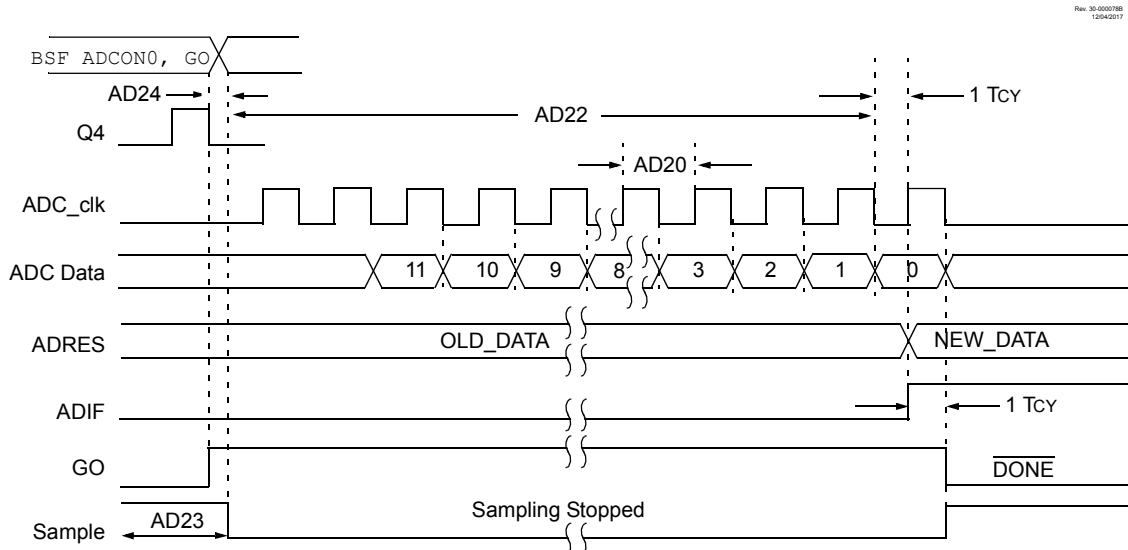 Rev. 30-000078B
12/04/2017
BSF ADCON0, GO
AD24
1 TCY
AD22
Q4
AD20
ADC_clk
ADC Data
11 10 9 8 3 2 1 0
ADRES
OLD_DATA
NEW_DATA
ADIF
1 TCY
GO
DONE
Sampling Stopped
AD23
Sample